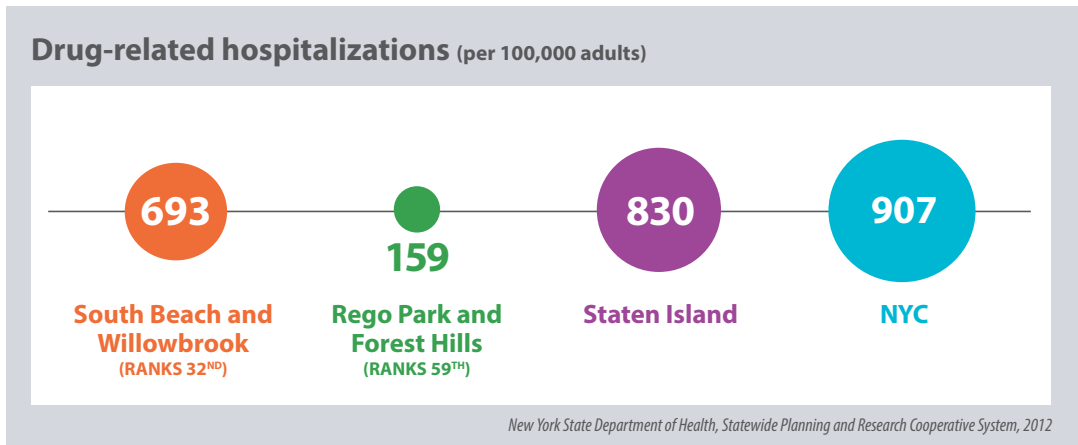 Drug-related hospitalizations (per 100,000 adults)
693
159
830
907
South Beach and
Willowbrook
(RANKS 32ND)
Rego Park and
Forest Hills
(RANKS 59TH)
Staten Island
NYC
New York State Department of Health, Statewide Planning and Research Cooperative System, 2012